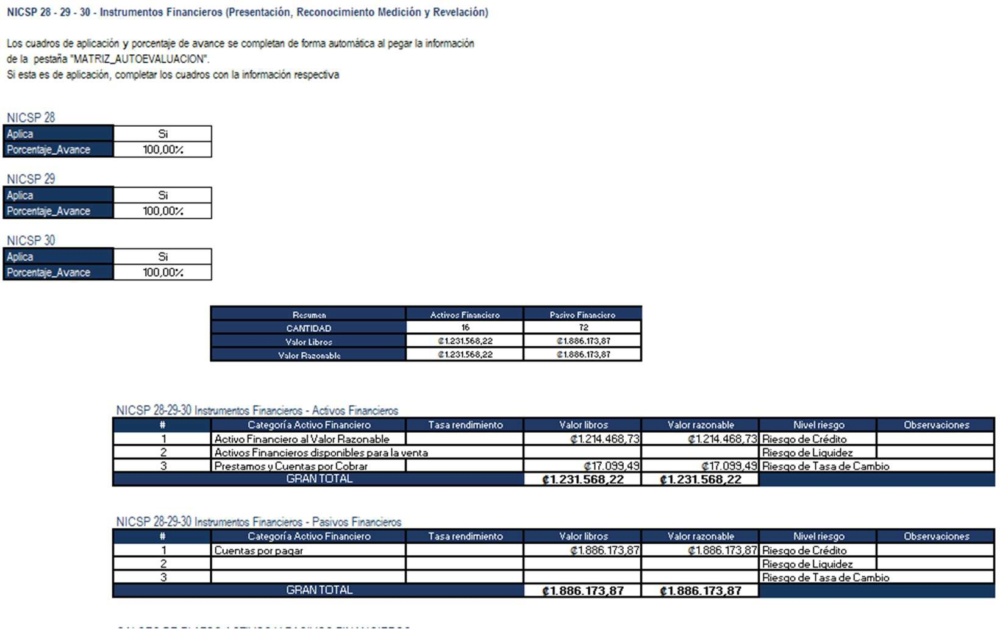 NICSP 28 - 29 - 30 - Instrumentos Financieros (Presentación, Reconocimiento Medición y Revelación)
Los cuadros de aplicación y porcentaje de avance se completan de forma automática al pegar la información
de la pestaña "MATRIZ_AUTOEVALUACION".
Si esta es de aplicación, completar los cuadros con la información respectiva
NICSP 28
Aplica Si
Porcentaje_Avance 100,00%
NICSP 29
Aplica Si
Porcentaje_Avance 100,00%
NICSP 30
Aplica Si
Porcentaje_Avance 100,00%
Resumen Activos Financiero Pasivo Financiero
CANTIDAD 16 72
Valor Libros ₡1.231.568,22 ₡1.886.173,87
Valor Razonable ₡1.231.568,22 ₡1.886.173,87
NICSP 28-29-30 Instrumentos Financieros - Activos Financieros
# Categoría Activo Financiero Tasa rendimiento Valor libros Valor razonable Nivel riesgo Observaciones
1 Activo Financiero al Valor Razonable ₡1.214.468,73 ₡1.214.468,73 Riesgo de Crédito
2 Activos Financieros disponibles para la venta Riesgo de Liquidez
3 Prestamos y Cuentas por Cobrar ₡17.099,49 ₡17.099,49 Riesgo de Tasa de Cambio
GRAN TOTAL ₡1.231.568,22 ₡1.231.568,22
NICSP 28-29-30 Instrumentos Financieros - Pasivos Financieros
# Categoría Activo Financiero Tasa rendimiento Valor libros Valor razonable Nivel riesgo Observaciones
1 Cuentas por pagar ₡1.886.173,87 ₡1.886.173,87 Riesgo de Crédito
2 Riesgo de Liquidez
3 Riesgo de Tasa de Cambio
GRAN TOTAL ₡1.886.173,87 ₡1.886.173,87